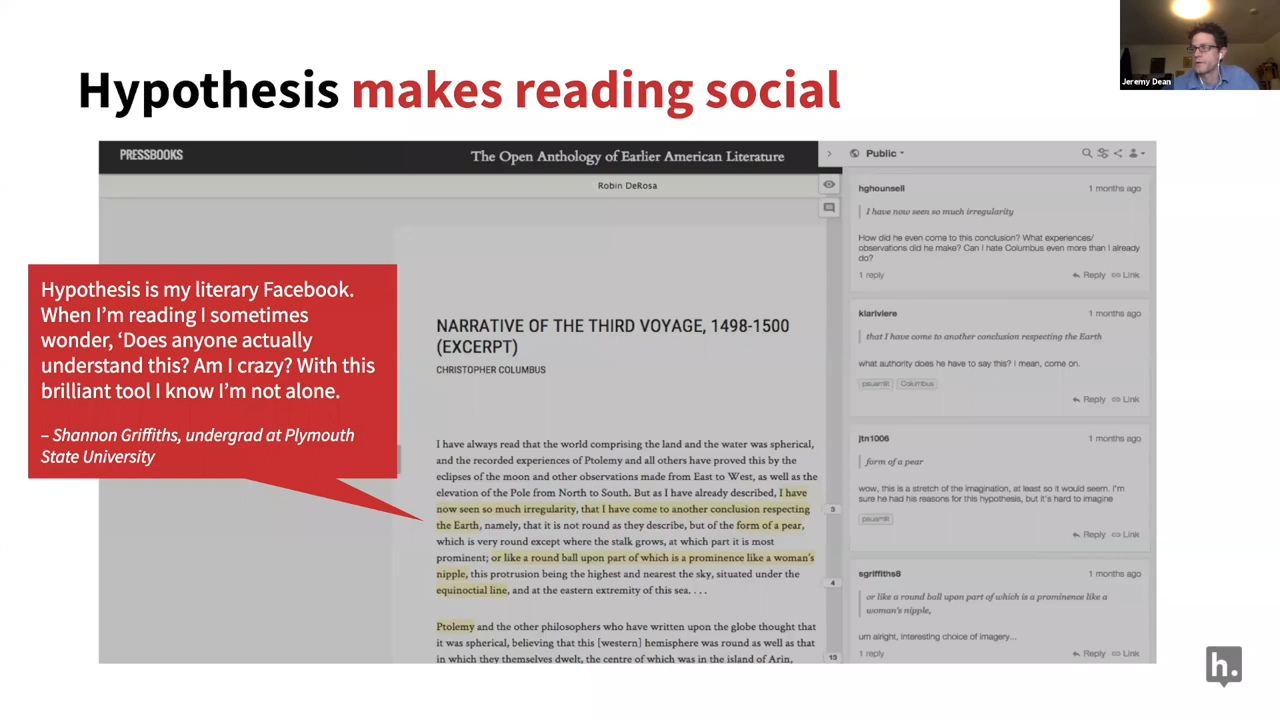 Hypothesis makes reading social
Jeremy Dean
PRESSBOOKS
The Open Anthology of Earlier American Literature
Robin DeRosa
Public
hghounsell
1 months ago
I have now seen so much irregularity
How did he even come to this conclusion? What experiences/
observations did he make? Can I hate Columbus even more than I already
do?
1 reply
Reply Link
klariviere
1 months ago
that I have come to another conclusion respecting the Earth
what authority does he have to say this? I mean, come on.
psuamlit Columbus
Reply Link
jtn1006
1 months ago
form of a pear
wow, this is a stretch of the imagination, at least so it would seem. I'm
sure he had his reasons for this hypothesis, but it's hard to imagine
psuamlit
Reply Link
sgriffiths8
1 months ago
or like a round ball upon part of which is a prominence like a
woman's nipple,
um alright, interesting choice of imagery...
1 reply
Reply Link
Hypothesis is my literary Facebook.
When I’m reading I sometimes
wonder, ‘Does anyone actually
understand this? Am I crazy? With this
brilliant tool I know I’m not alone.
– Shannon Griffiths, undergrad at Plymouth
State University
NARRATIVE OF THE THIRD VOYAGE, 1498-1500
(EXCERPT)
CHRISTOPHER COLUMBUS
I have always read that the world comprising the land and the water was spherical,
and the recorded experiences of Ptolemy and all others have proved this by the
eclipses of the moon and other observations made from East to West, as well as the
elevation of the Pole from North to South. But as I have already described, I have
now seen so much irregularity, that I have come to another conclusion respecting
the Earth, namely, that it is not round as they describe, but of the form of a pear,
which is very round except where the stalk grows, at which part it is most
prominent; or like a round ball upon part of which is a prominence like a woman's
nipple, this protrusion being the highest and nearest the sky, situated under the
equinoctial line, and at the eastern extremity of this sea. . . .
Ptolemy and the other philosophers who have written upon the globe thought that
it was spherical, believing that this [western] hemisphere was round as well as that
in which they themselves dwelt, the centre of which was in the island of Arin,
3
4
13
h.